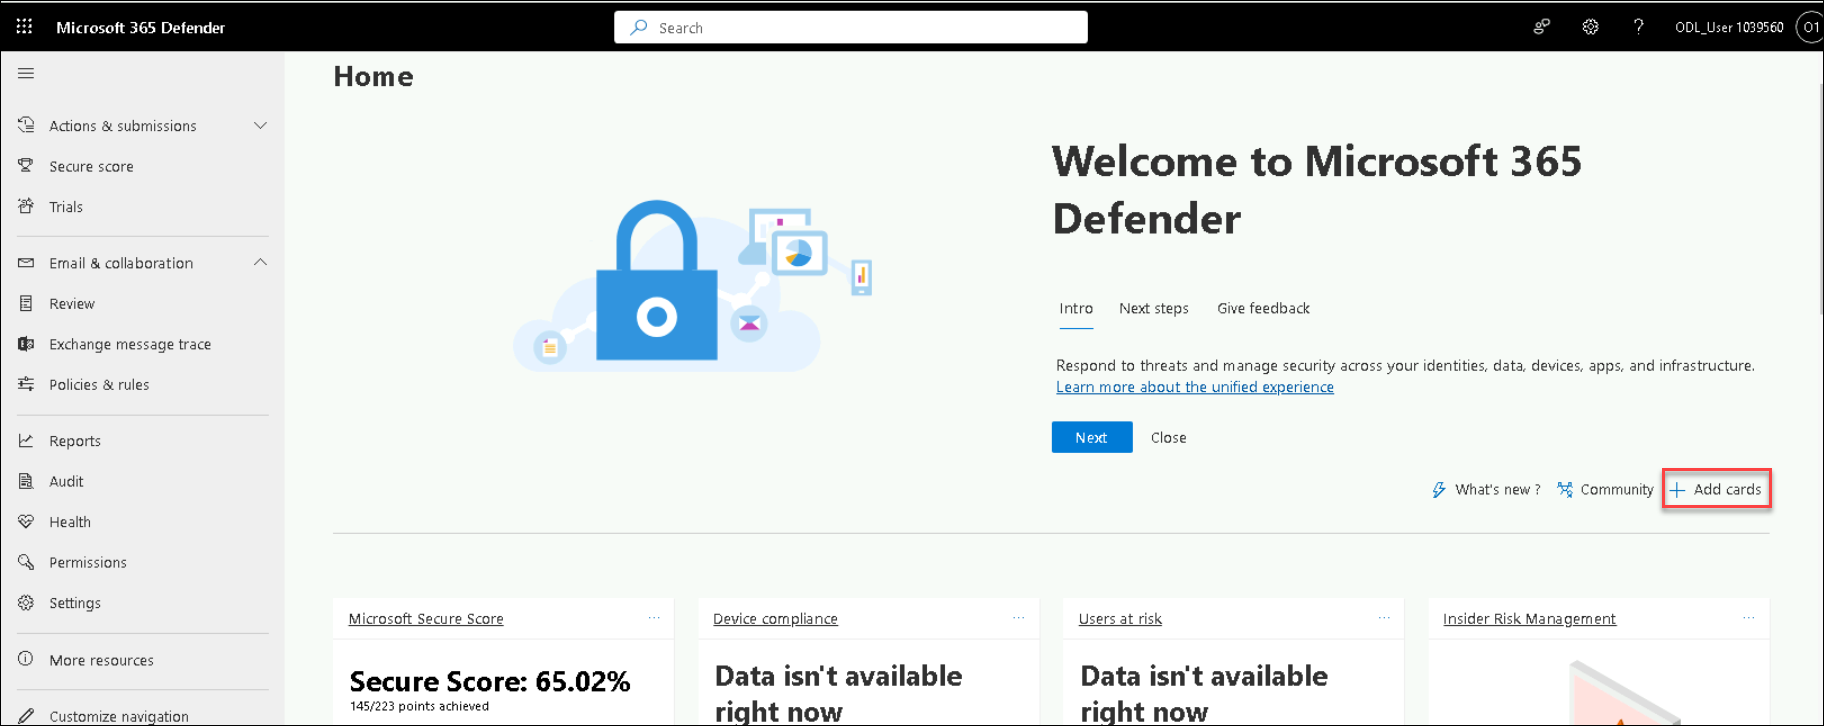 Microsoft 365 Defender
Search
ODL_User 1039560
O1
Home
Actions & submissions
Secure score
Trials
Email & collaboration
Review
Exchange message trace
Policies & rules
Reports
Audit
Health
Permissions
Settings
More resources
Customize navigation
Welcome to Microsoft 365
Defender
Intro Next steps Give feedback
Respond to threats and manage security across your identities, data, devices, apps, and infrastructure.
Learn more about the unified experience
Next Close
What's new ? Community Add cards
Microsoft Secure Score
Secure Score: 65.02%
145/223 points achieved
Device compliance
Data isn't available
right now
Users at risk
Data isn't available
right now
Insider Risk Management